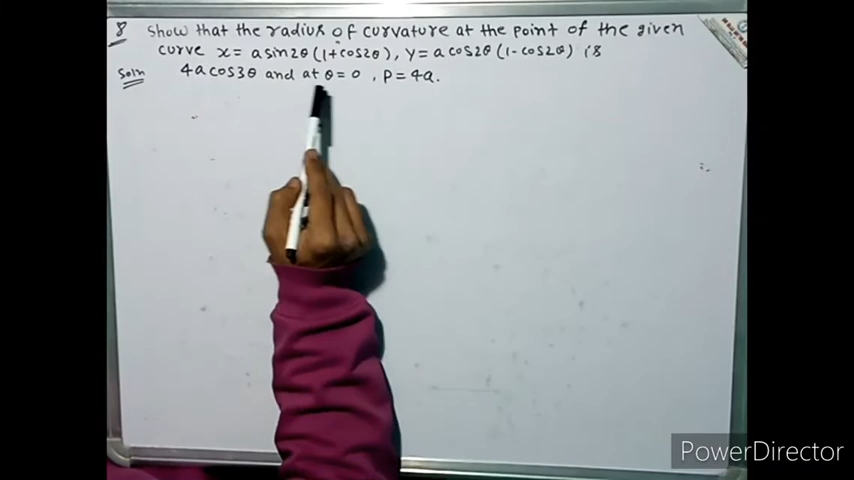 8 Show that the radius of curvature at the point of the given
curve x = a sin2θ (1+cos2θ), y = a cos2θ (1-cos2θ) is
Soln 4a cos3θ and at θ = 0, ρ = 4a.
PowerDirector